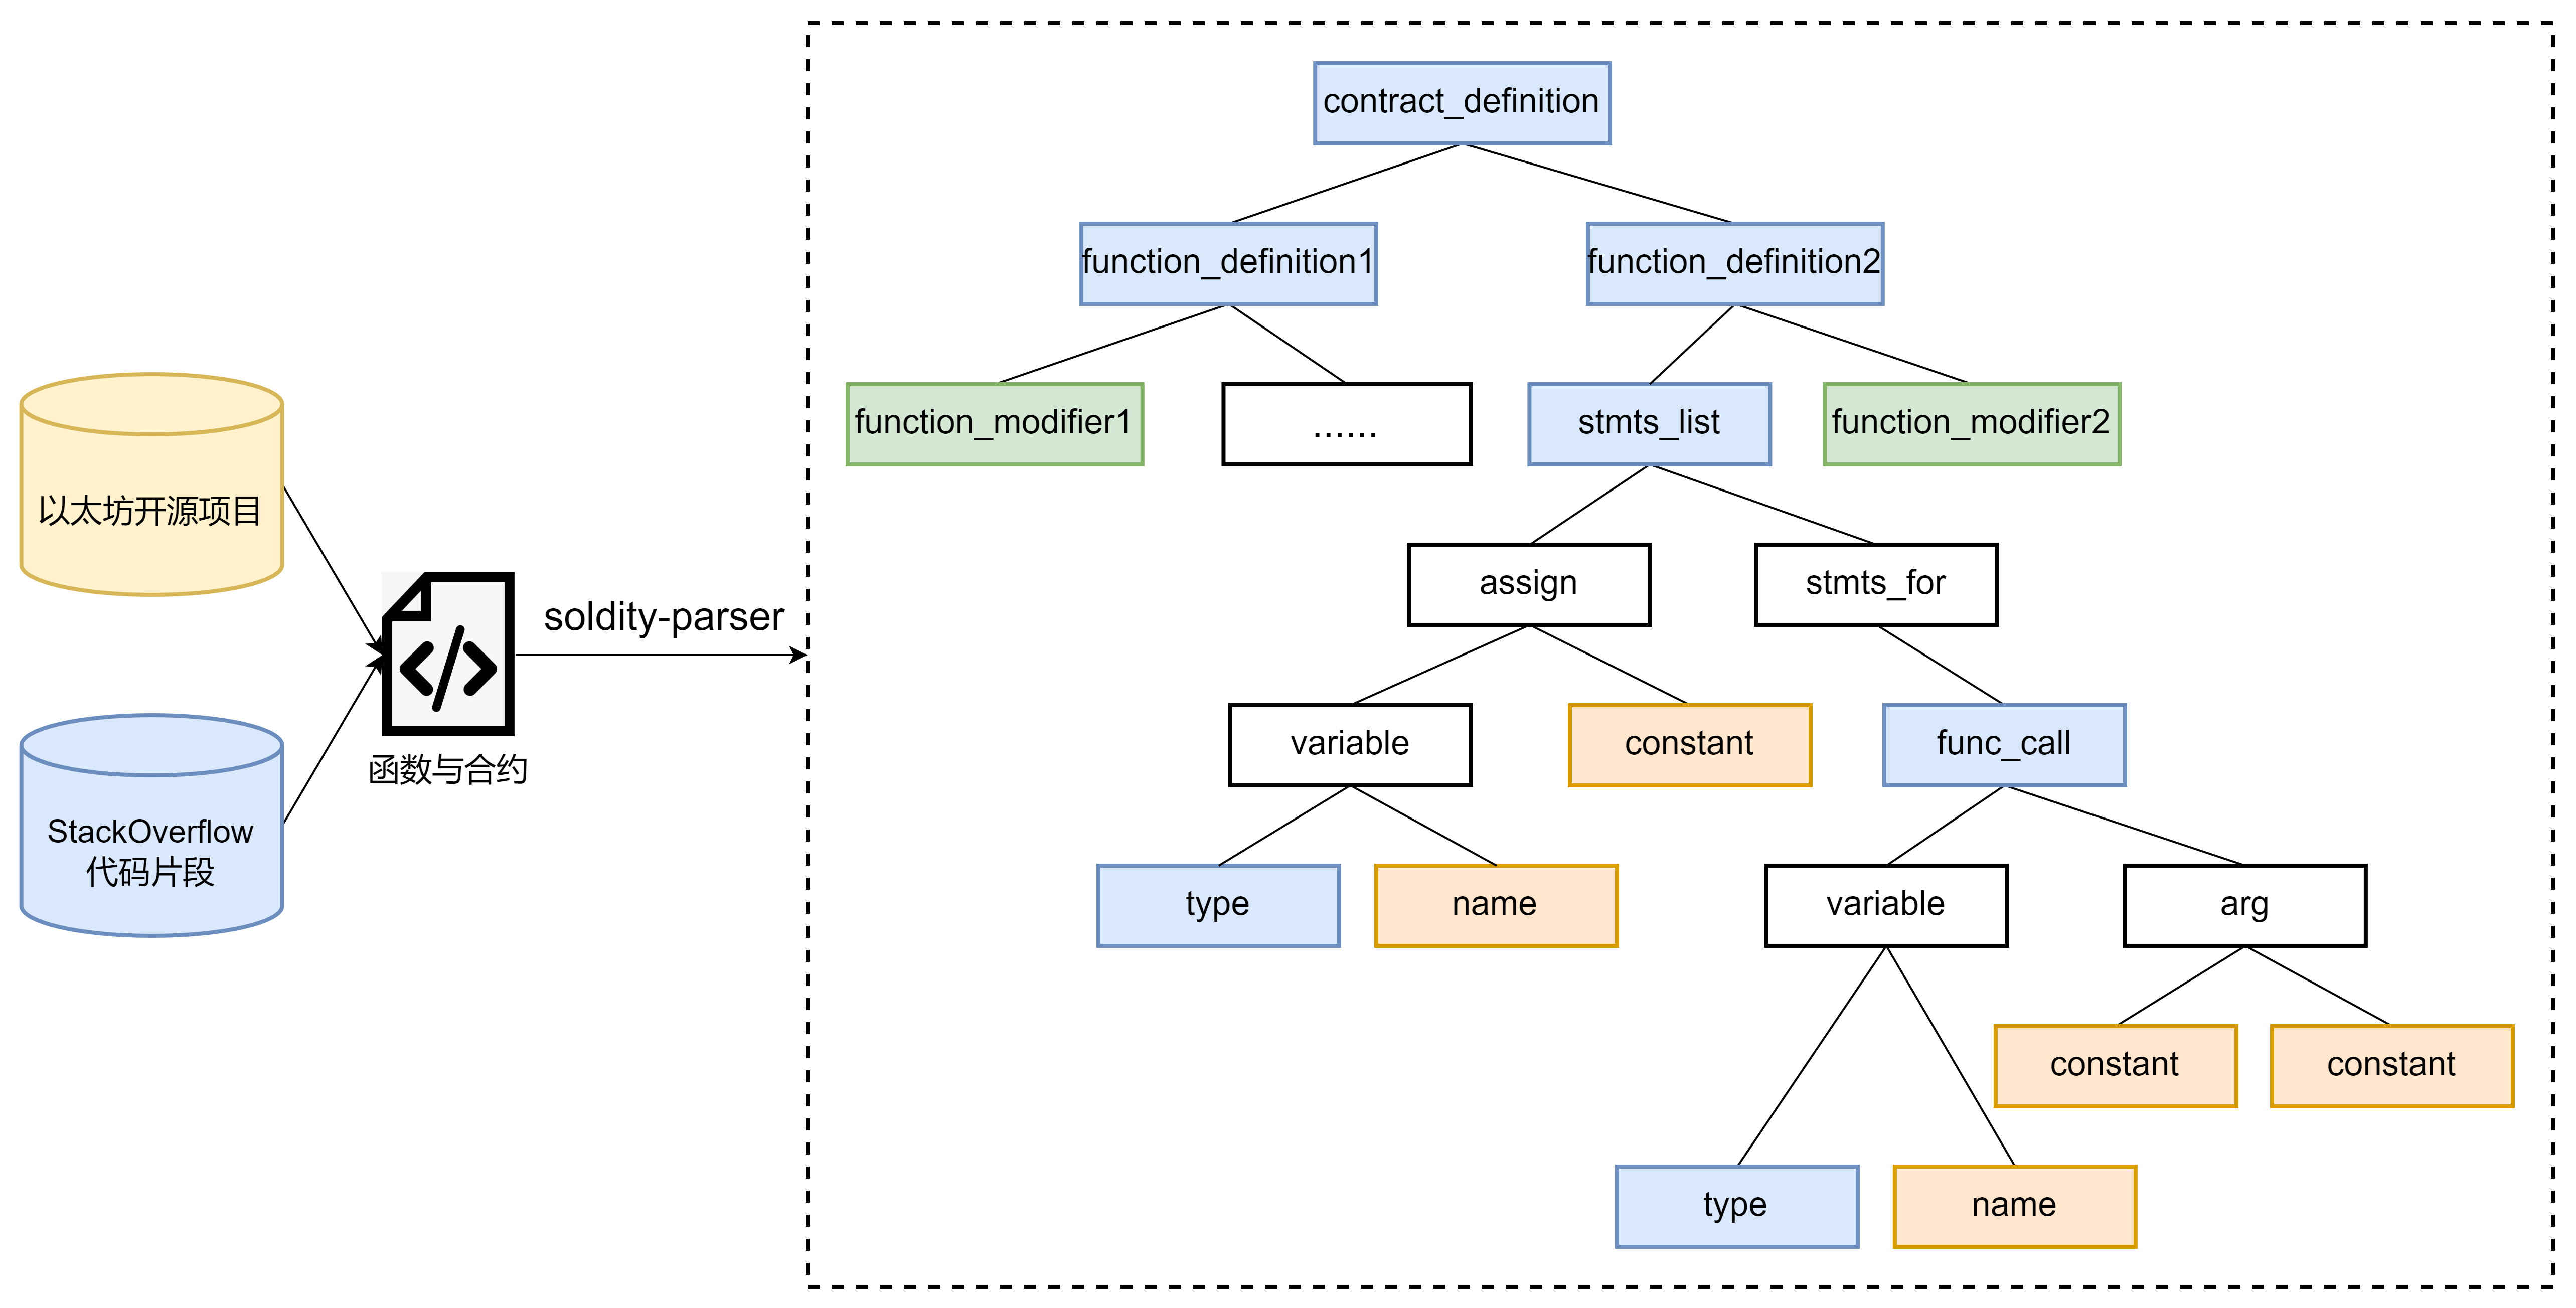 以太坊开源项目
StackOverflow
代码片段
函数与合约
soldity-parser
contract_definition
function_definition1
function_definition2
function_modifier1
......
stmts_list
function_modifier2
assign
stmts_for
variable
constant
func_call
type
name
variable
arg
constant
constant
type
name